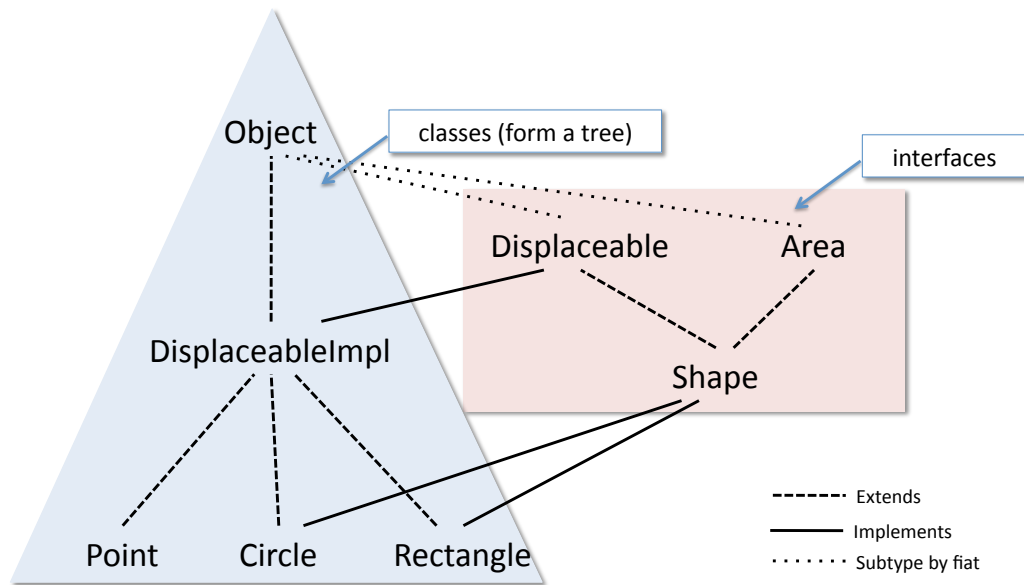 Object
classes (form a tree)
interfaces
Displaceable
Area
DisplaceableImpl
Shape
Point
Circle
Rectangle
Extends
Implements
Subtype by fiat